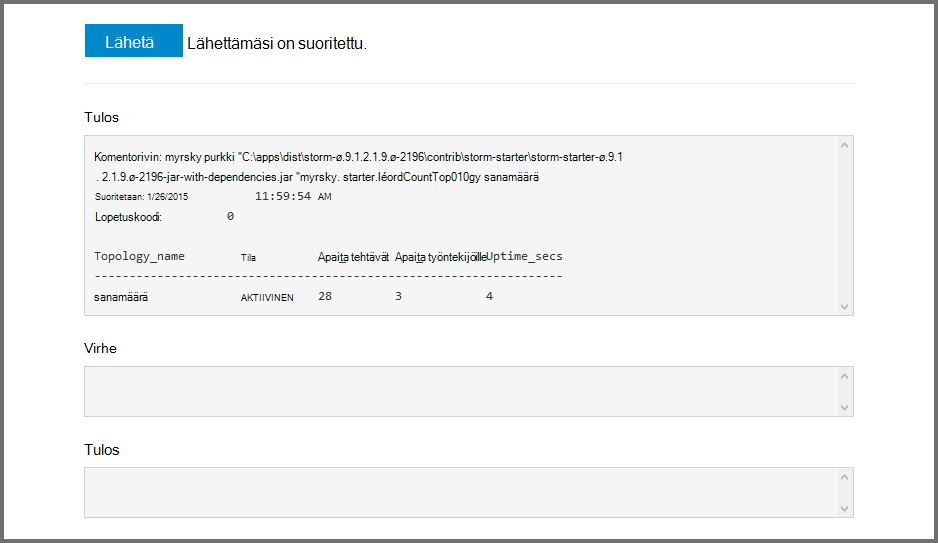 Lähetä Lähettämäsi on suoritettu.
Tulos
Komentorivin: myrsky purkki "C:\apps\dist\storm-ø.9.1.2.1.9.ø-2196\contrib\storm-starter\storm-starter-ø.9.1
. 2.1.9.ø-2196-jar-with-dependencies.jar "myrsky. starter.léordCountTop010gy sanamäärä
Suoritetaan: 1/26/2015 11:59:54 AM
Lopetuskoodi: 0
Topology_name Tila Apaita tehtävät Apaita työntekijöille Uptime_secs
-------------------------------------------------------------------
sanamäärä AKTIIVINEN 28 3 4
Virhe
Tulos